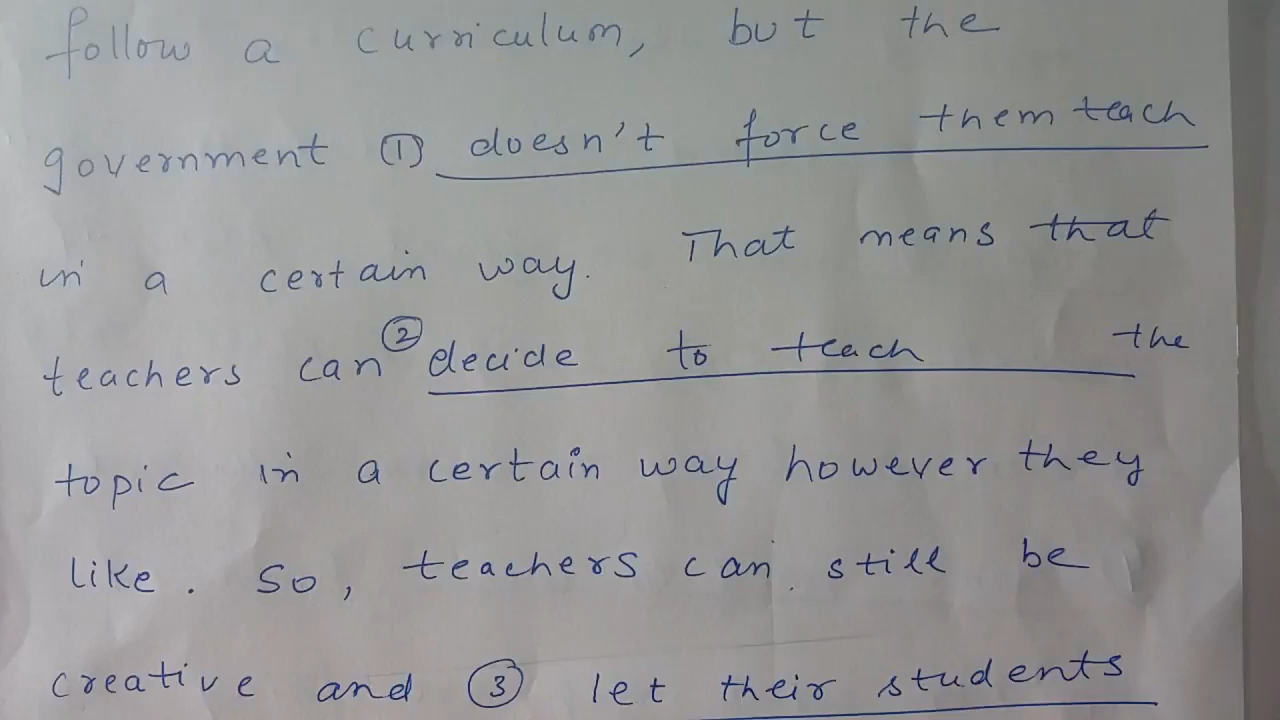 follow a curriculum, but the
government ① doesn't force them teach
in a certain way. That means that
teachers can ② decide to teach the
topic in a certain way however they
like. So, teachers can still be
creative and ③ let their students